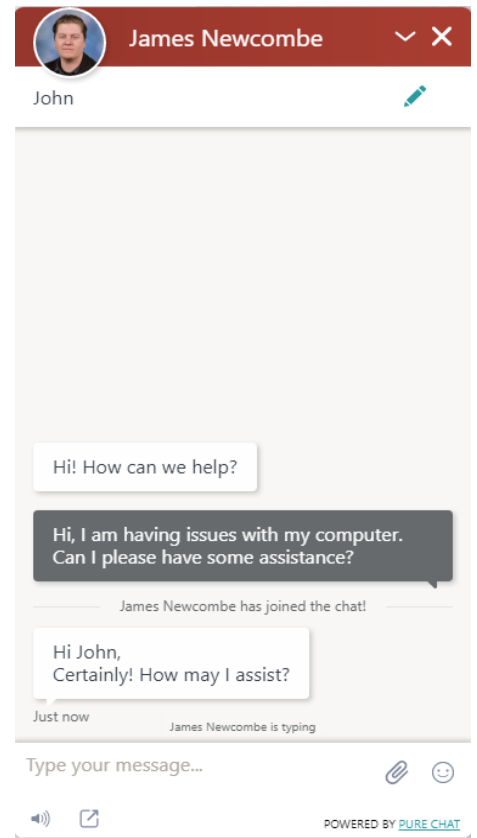 James Newcombe
John
Hi! How can we help?
Hi, I am having issues with my computer.
Can I please have some assistance?
James Newcombe has joined the chat!
Hi John,
Certainly! How may I assist?
Just now
James Newcombe is typing
Type your message...
POWERED BY PURE CHAT